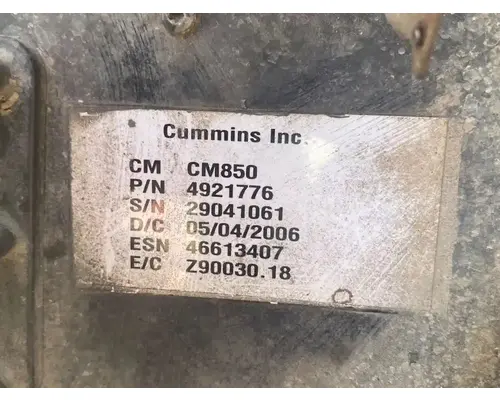 Cummins Inc
CM CM850
P/N 4921776
S/N 29041061
D/C 05/04/2006
ESN 46613407
E/C Z90030.18